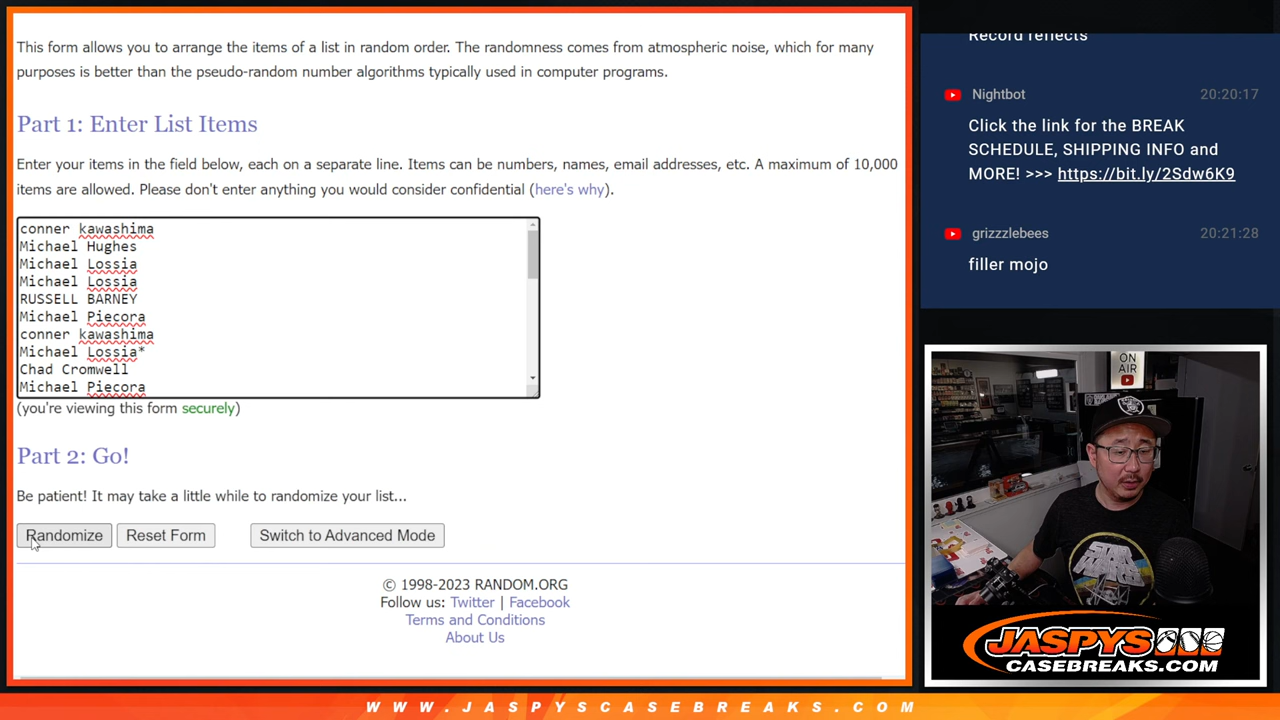 This form allows you to arrange the items of a list in random order. The randomness comes from atmospheric noise, which for many
purposes is better than the pseudo-random number algorithms typically used in computer programs.
Part 1: Enter List Items
Enter your items in the field below, each on a separate line. Items can be numbers, names, email addresses, etc. A maximum of 10,000
items are allowed. Please don't enter anything you would consider confidential (here's why).
conner kawashima
Michael Hughes
Michael Lossia
Michael Lossia
RUSSELL BARNEY
Michael Piecora
conner kawashima
Michael Lossia*
Chad Cromwell
Michael Piecora
(you're viewing this form securely)
Part 2: Go!
Be patient! It may take a little while to randomize your list...
Randomize
Reset Form
Switch to Advanced Mode
© 1998-2023 RANDOM.ORG
Follow us: Twitter | Facebook
Terms and Conditions
About Us
Record reflects
Nightbot 20:20:17
Click the link for the BREAK
SCHEDULE, SHIPPING INFO and
MORE! >>> https://bit.ly/2Sdw6K9
grizzzlebees 20:21:28
filler mojo
ON
AIR
STAR
WARS
JASPYS
CASEBREAKS.COM
WWW.JASPYSCASEBREAKS.COM